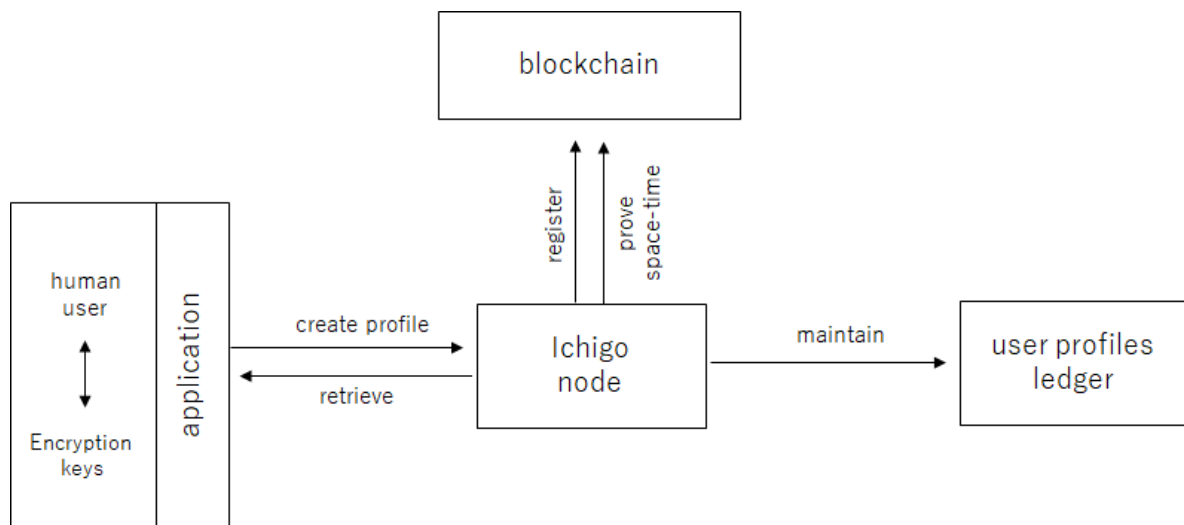 blockchain
register
prove
space-time
human
user
Encryption
keys
application
create profile
retrieve
Ichigo
node
maintain
user profiles
ledger